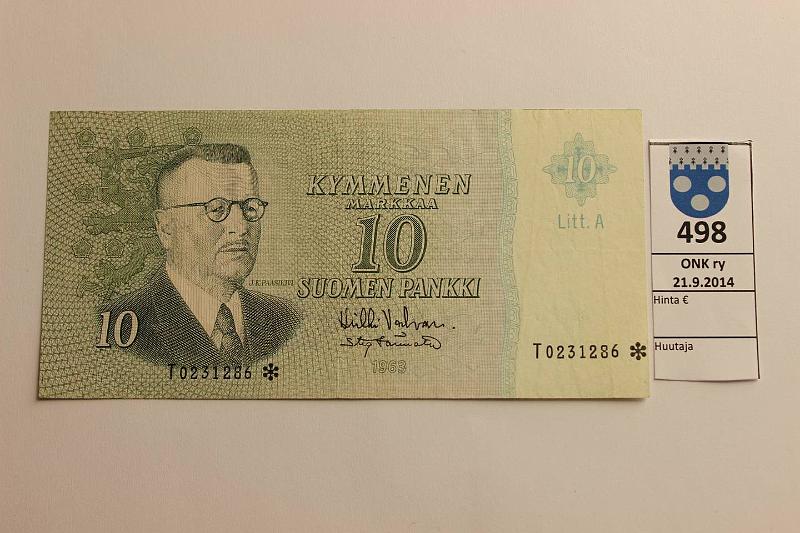 KYMMENEN
MARKKAA
10
SUOMEN PANKKI
J.K.PAASIKIVI
1963
10
T0231286 *
10
Litt. A
T0231286 *
498
ONK ry
21.9.2014
Hinta €
Huutaja